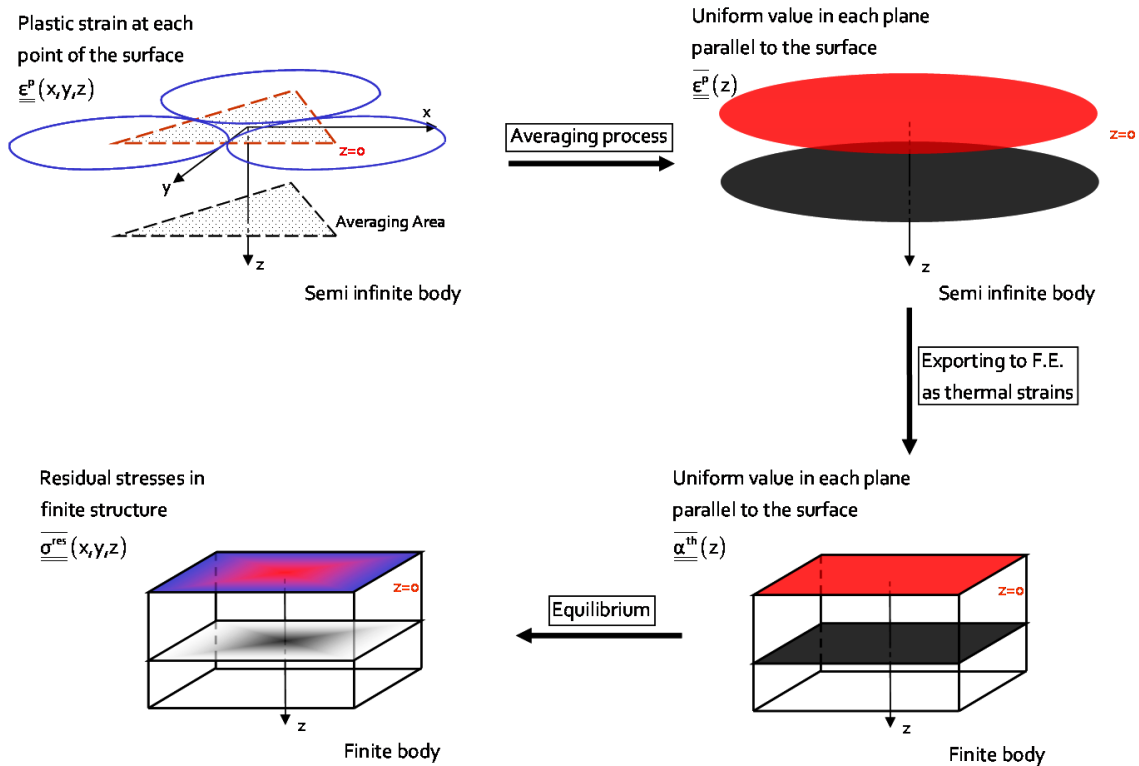 Plastic strain at each
point of the surface
ε^p(x,y,z)
x
z=0
y
Averaging Area
z
Semi infinite body
Averaging process
Uniform value in each plane
parallel to the surface
ε^p(z)
z=0
z
Semi infinite body
Exporting to F.E.
as thermal strains
Uniform value in each plane
parallel to the surface
α^th(z)
z=0
z
Finite body
Equilibrium
Residual stresses in
finite structure
σ^res(x,y,z)
z=0
z
Finite body